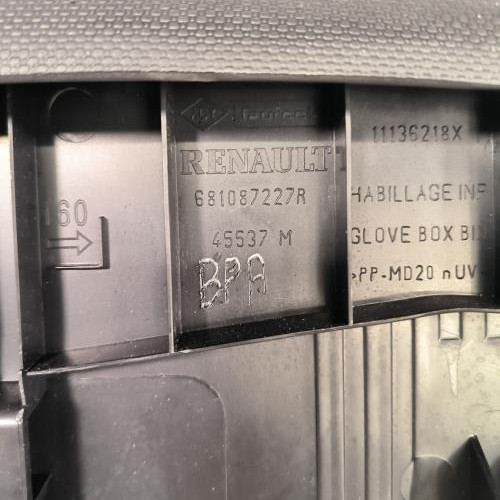 RENAULT
681087227R
45537 M
BPA
160
11136218X
HABILLAGE INF
GLOVE BOX BI
>PP-MD20 nUV